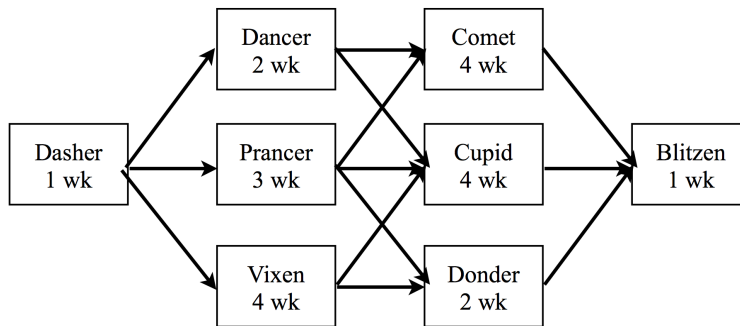 Dasher
1 wk
Dancer
2 wk
Prancer
3 wk
Vixen
4 wk
Comet
4 wk
Cupid
4 wk
Donder
2 wk
Blitzen
1 wk